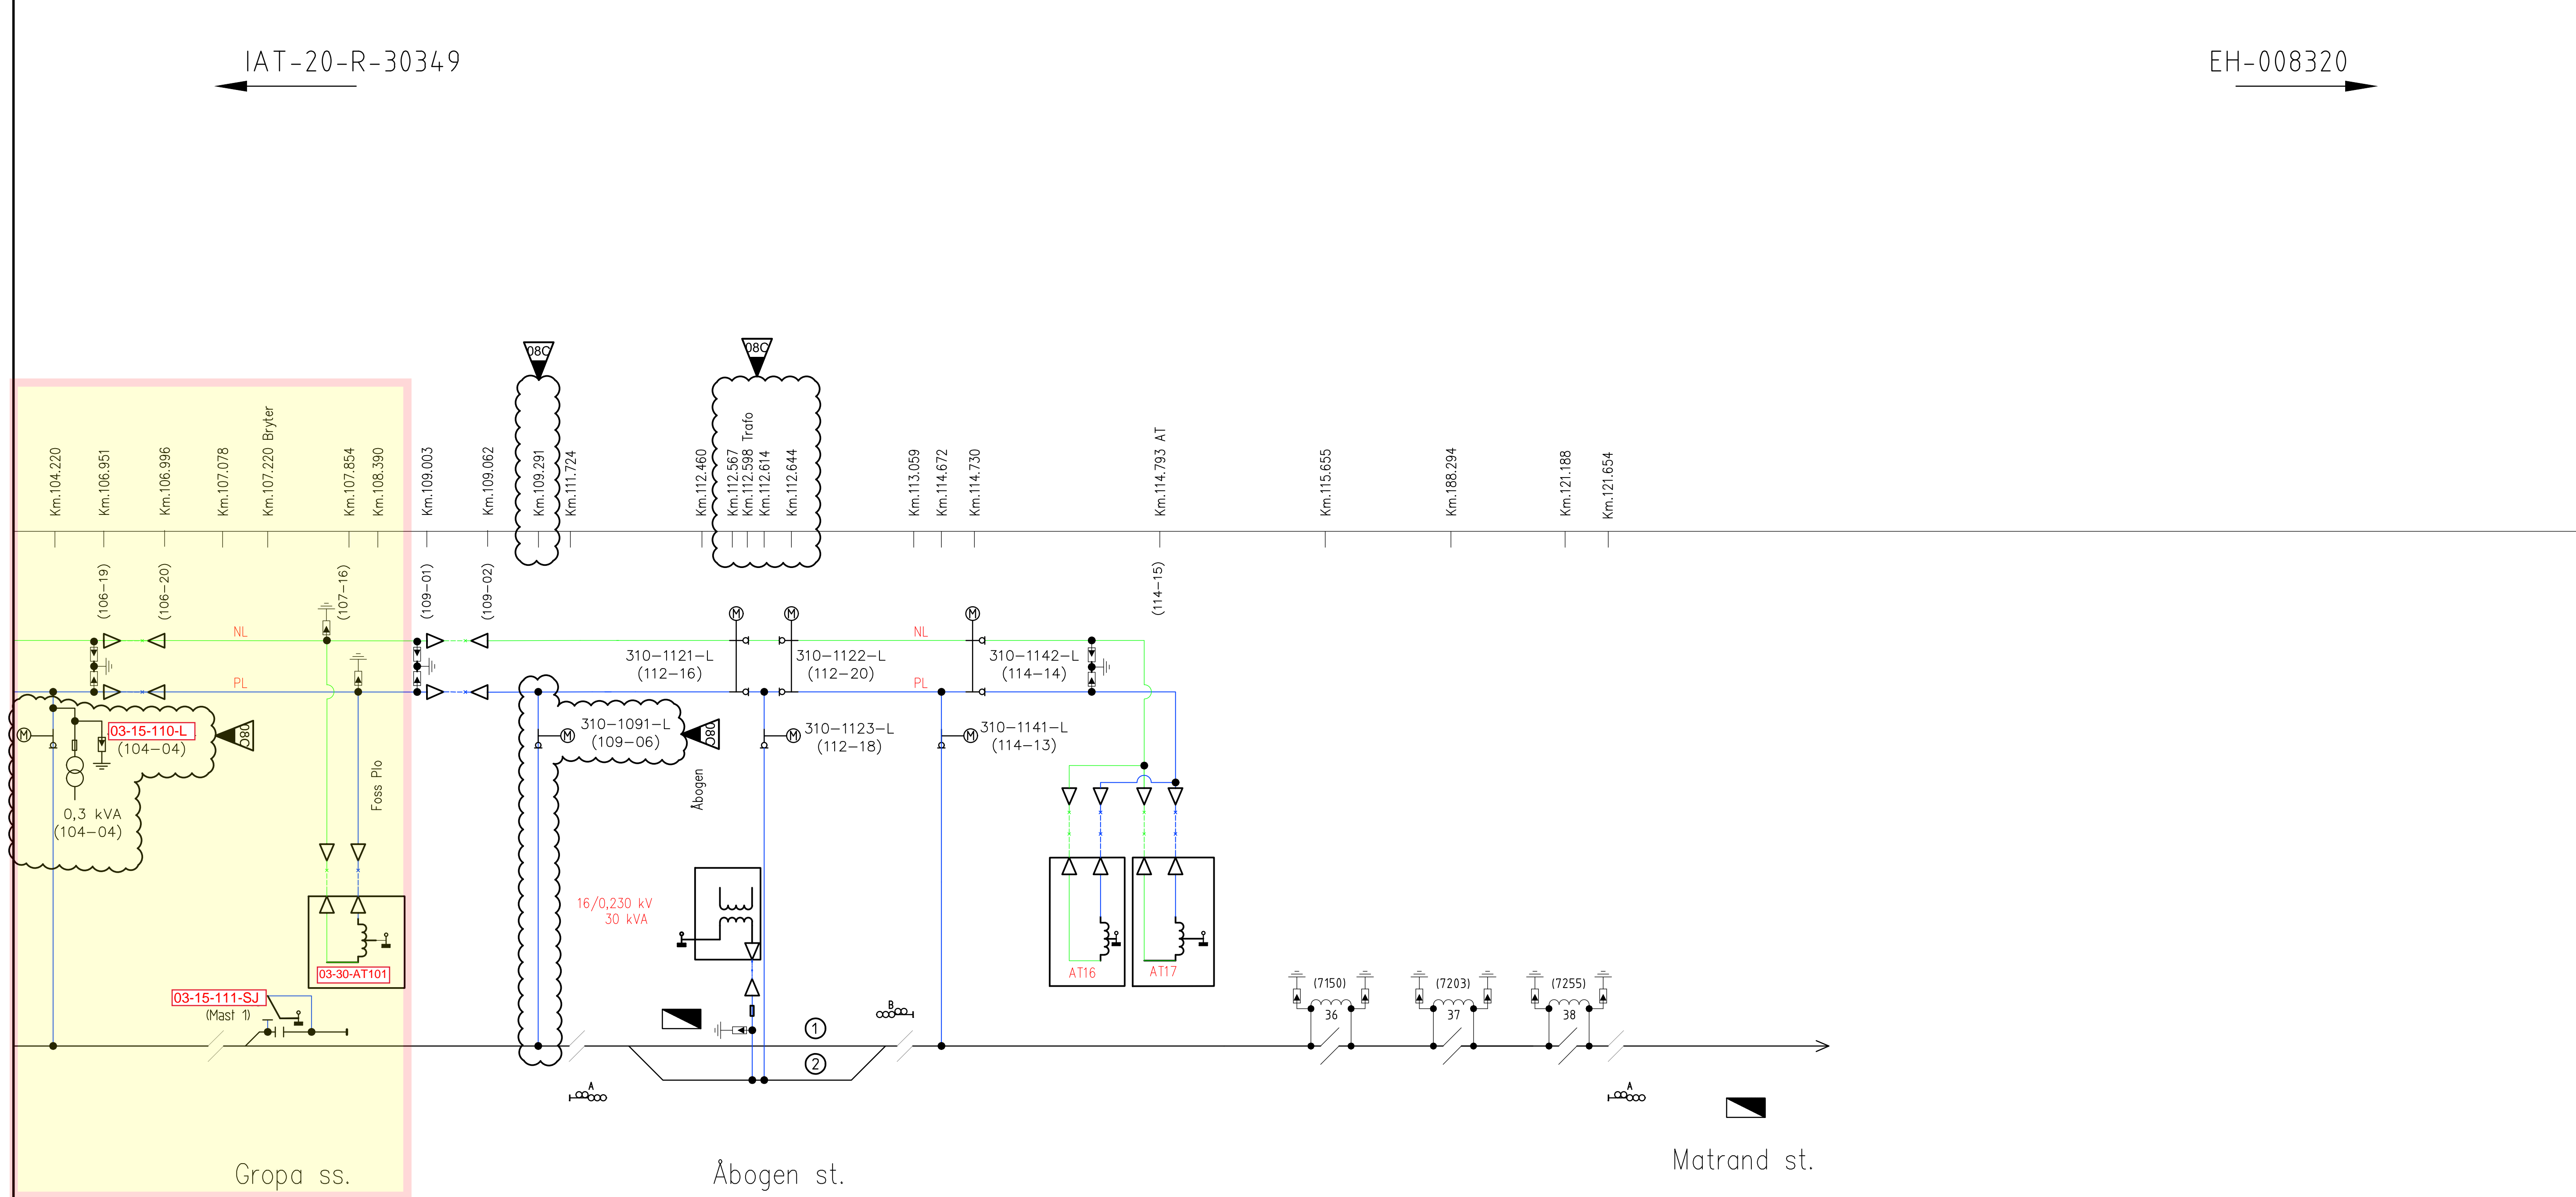 IAT-20-R-30349
EH-008320
08C
08C
Km.104.220
Km.106.951
Km.106.996
Km.107.078
Km.107.220 Bryter
Km.107.854
Km.108.390
Km.109.003
Km.109.062
Km.109.291
Km.111.724
Km.112.460
Km.112.567
Km.112.598 Trafo
Km.112.614
Km.112.644
Km.113.059
Km.114.672
Km.114.730
Km.114.793 AT
Km.115.655
Km.188.294
Km.121.188
Km.121.654
(106-19)
(106-20)
(107-16)
(109-01)
(109-02)
(114-15)
M
M
M
NL
NL
310-1121-L
(112-16)
310-1122-L
(112-20)
310-1142-L
(114-14)
PL
PL
M
03-15-110-L
(104-04)
08C
M
310-1091-L
(109-06)
08C
M
310-1123-L
(112-18)
M
310-1141-L
(114-13)
Foss Plo
Åbogen
0,3 kVA
(104-04)
16/0,230 kV
30 kVA
03-30-AT101
AT16
AT17
03-15-111-SJ
(Mast 1)
(7150)
36
(7203)
37
(7255)
38
B
1
2
A
A
Gropa ss.
Åbogen st.
Matrand st.